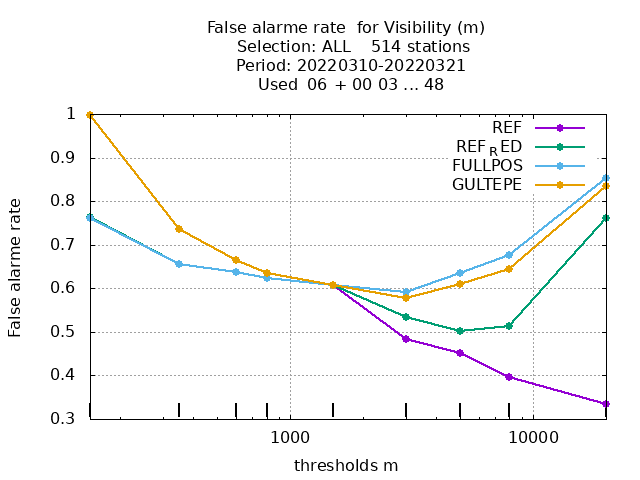 False alarme rate  for Visibility (m)
Selection: ALL    514 stations
Period: 20220310-20220321
Used  06 + 00 03 ... 48
1
0.9
0.8
0.7
0.6
0.5
0.4
0.3
False alarme rate
REF
REF_RED
FULLPOS
GULTEPE
1000
10000
thresholds m